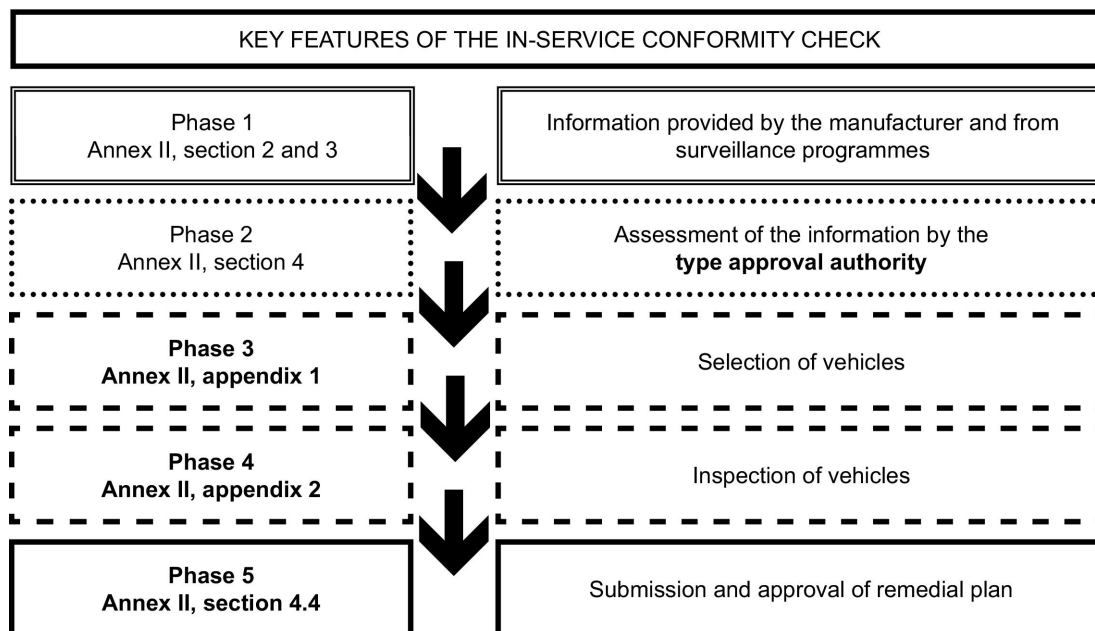 KEY FEATURES OF THE IN-SERVICE CONFORMITY CHECK
Phase 1
Annex II, section 2 and 3
Information provided by the manufacturer and from
surveillance programmes
Phase 2
Annex II, section 4
Assessment of the information by the
type approval authority
Phase 3
Annex II, appendix 1
Selection of vehicles
Phase 4
Annex II, appendix 2
Inspection of vehicles
Phase 5
Annex II, section 4.4
Submission and approval of remedial plan